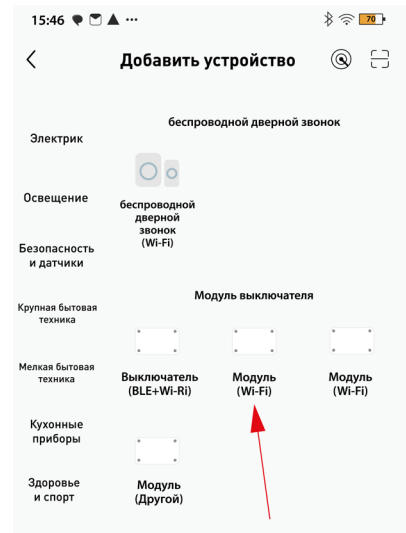 15:46
70
Добавить устройство
беспроводной дверной звонок
Электрик
Освещение
беспроводной
дверной
звонок
(Wi-Fi)
Безопасность
и датчики
Модуль выключателя
Крупная бытовая
техника
Мелкая бытовая
техника
Выключатель
(BLE+Wi-Ri)
Модуль
(Wi-Fi)
Модуль
(Wi-Fi)
Кухонные
приборы
Здоровье
и спорт
Модуль
(Другой)